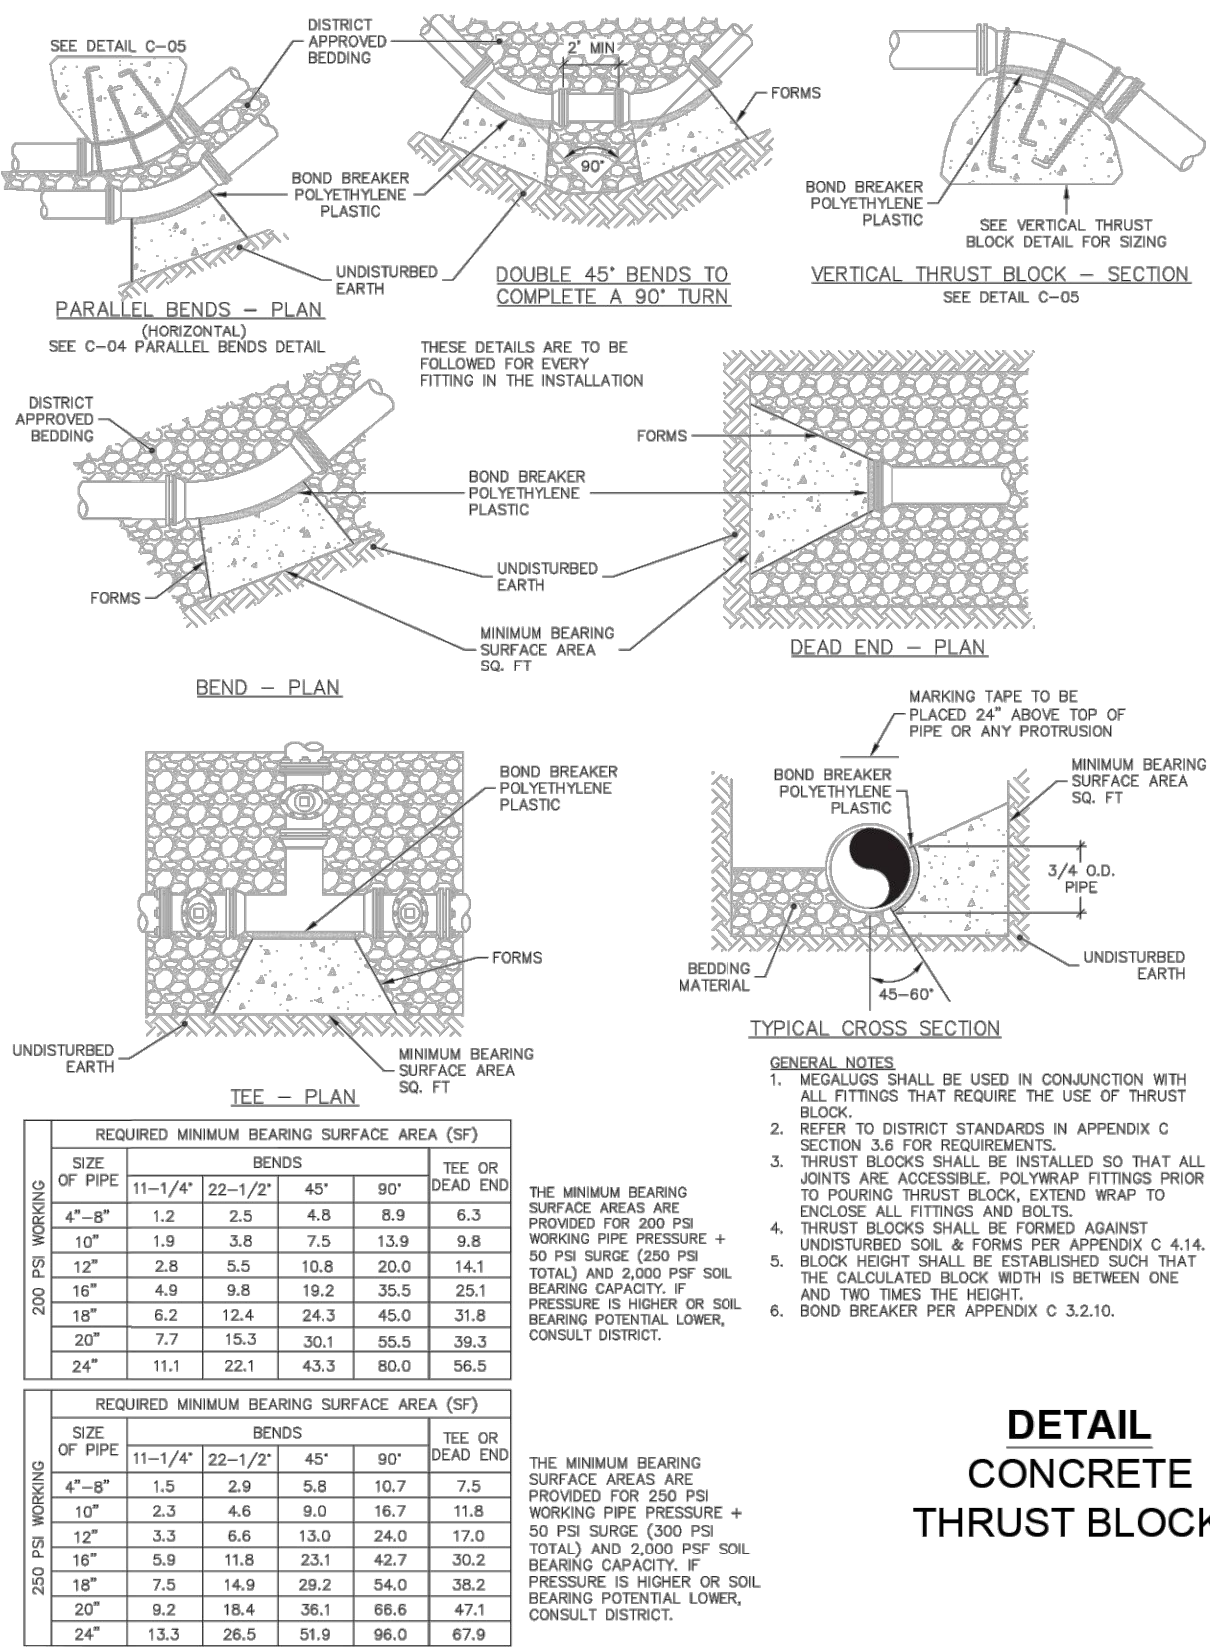 SEE DETAIL C-05
DISTRICT
APPROVED
BEDDING
BOND BREAKER
POLYETHYLENE
PLASTIC
UNDISTURBED
EARTH
PARALLEL BENDS – PLAN
(HORIZONTAL)
SEE C-04 PARALLEL BENDS DETAIL
2' MIN
FORMS
90°
DOUBLE 45° BENDS TO
COMPLETE A 90° TURN
BOND BREAKER
POLYETHYLENE
PLASTIC
SEE VERTICAL THRUST
BLOCK DETAIL FOR SIZING
VERTICAL THRUST BLOCK – SECTION
SEE DETAIL C-05
THESE DETAILS ARE TO BE
FOLLOWED FOR EVERY
FITTING IN THE INSTALLATION
DISTRICT
APPROVED
BEDDING
FORMS
BOND BREAKER
POLYETHYLENE
PLASTIC
UNDISTURBED
EARTH
FORMS
MINIMUM BEARING
SURFACE AREA
SQ. FT
BEND – PLAN
DEAD END – PLAN
BOND BREAKER
POLYETHYLENE
PLASTIC
FORMS
UNDISTURBED
EARTH
MINIMUM BEARING
SURFACE AREA
SQ. FT
TEE – PLAN
MARKING TAPE TO BE
PLACED 24" ABOVE TOP OF
PIPE OR ANY PROTRUSION
BOND BREAKER
POLYETHYLENE
PLASTIC
MINIMUM BEARING
SURFACE AREA
SQ. FT
3/4 O.D.
PIPE
BEDDING
MATERIAL
45-60°
UNDISTURBED
EARTH
TYPICAL CROSS SECTION
GENERAL NOTES
1. MEGALUGS SHALL BE USED IN CONJUNCTION WITH
ALL FITTINGS THAT REQUIRE THE USE OF THRUST
BLOCK.
2. REFER TO DISTRICT STANDARDS IN APPENDIX C
SECTION 3.6 FOR REQUIREMENTS.
3. THRUST BLOCKS SHALL BE INSTALLED SO THAT ALL
JOINTS ARE ACCESSIBLE. POLYWRAP FITTINGS PRIOR
TO POURING THRUST BLOCK, EXTEND WRAP TO
ENCLOSE ALL FITTINGS AND BOLTS.
4. THRUST BLOCKS SHALL BE FORMED AGAINST
UNDISTURBED SOIL & FORMS PER APPENDIX C 4.14.
5. BLOCK HEIGHT SHALL BE ESTABLISHED SUCH THAT
THE CALCULATED BLOCK WIDTH IS BETWEEN ONE
AND TWO TIMES THE HEIGHT.
6. BOND BREAKER PER APPENDIX C 3.2.10.
200 PSI WORKING
REQUIRED MINIMUM BEARING SURFACE AREA (SF)
SIZE OF PIPE BENDS TEE OR DEAD END
11-1/4° 22-1/2° 45° 90°
4"-8" 1.2 2.5 4.8 8.9 6.3
10" 1.9 3.8 7.5 13.9 9.8
12" 2.8 5.5 10.8 20.0 14.1
16" 4.9 9.8 19.2 35.5 25.1
18" 6.2 12.4 24.3 45.0 31.8
20" 7.7 15.3 30.1 55.5 39.3
24" 11.1 22.1 43.3 80.0 56.5
THE MINIMUM BEARING
SURFACE AREAS ARE
PROVIDED FOR 200 PSI
WORKING PIPE PRESSURE +
50 PSI SURGE (250 PSI
TOTAL) AND 2,000 PSF SOIL
BEARING CAPACITY. IF
PRESSURE IS HIGHER OR SOIL
BEARING POTENTIAL LOWER,
CONSULT DISTRICT.
250 PSI WORKING
REQUIRED MINIMUM BEARING SURFACE AREA (SF)
SIZE OF PIPE BENDS TEE OR DEAD END
11-1/4° 22-1/2° 45° 90°
4"-8" 1.5 2.9 5.8 10.7 7.5
10" 2.3 4.6 9.0 16.7 11.8
12" 3.3 6.6 13.0 24.0 17.0
16" 5.9 11.8 23.1 42.7 30.2
18" 7.5 14.9 29.2 54.0 38.2
20" 9.2 18.4 36.1 66.6 47.1
24" 13.3 26.5 51.9 96.0 67.9
THE MINIMUM BEARING
SURFACE AREAS ARE
PROVIDED FOR 250 PSI
WORKING PIPE PRESSURE +
50 PSI SURGE (300 PSI
TOTAL) AND 2,000 PSF SOIL
BEARING CAPACITY. IF
PRESSURE IS HIGHER OR SOIL
BEARING POTENTIAL LOWER,
CONSULT DISTRICT.
DETAIL
CONCRETE
THRUST BLOCK